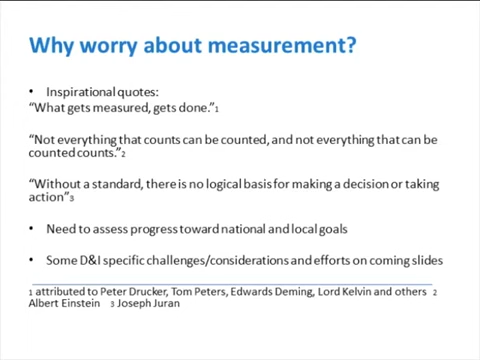 Why worry about measurement?
• Inspirational quotes:
“What gets measured, gets done.”1
“Not everything that counts can be counted, and not everything that can be
counted counts.”2
“Without a standard, there is no logical basis for making a decision or taking
action”3
• Need to assess progress toward national and local goals
• Some D&I specific challenges/considerations and efforts on coming slides
1 attributed to Peter Drucker, Tom Peters, Edwards Deming, Lord Kelvin and others 2
Albert Einstein 3 Joseph Juran